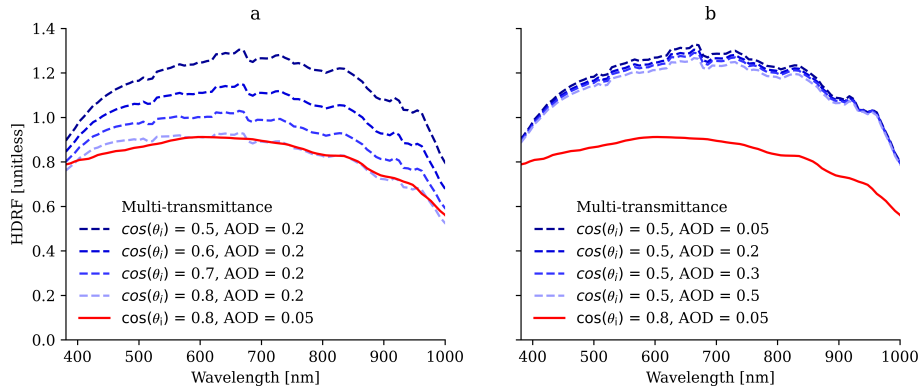 a
b
HDRF [unitless]
1.4
1.2
1.0
0.8
0.6
0.4
0.2
0.0
Multi-transmittance
cos(θᵢ) = 0.5, AOD = 0.2
cos(θᵢ) = 0.6, AOD = 0.2
cos(θᵢ) = 0.7, AOD = 0.2
cos(θᵢ) = 0.8, AOD = 0.2
cos(θᵢ) = 0.8, AOD = 0.05
400 500 600 700 800 900 1000
Wavelength [nm]
Multi-transmittance
cos(θᵢ) = 0.5, AOD = 0.05
cos(θᵢ) = 0.5, AOD = 0.2
cos(θᵢ) = 0.5, AOD = 0.3
cos(θᵢ) = 0.5, AOD = 0.5
cos(θᵢ) = 0.8, AOD = 0.05
400 500 600 700 800 900 1000
Wavelength [nm]